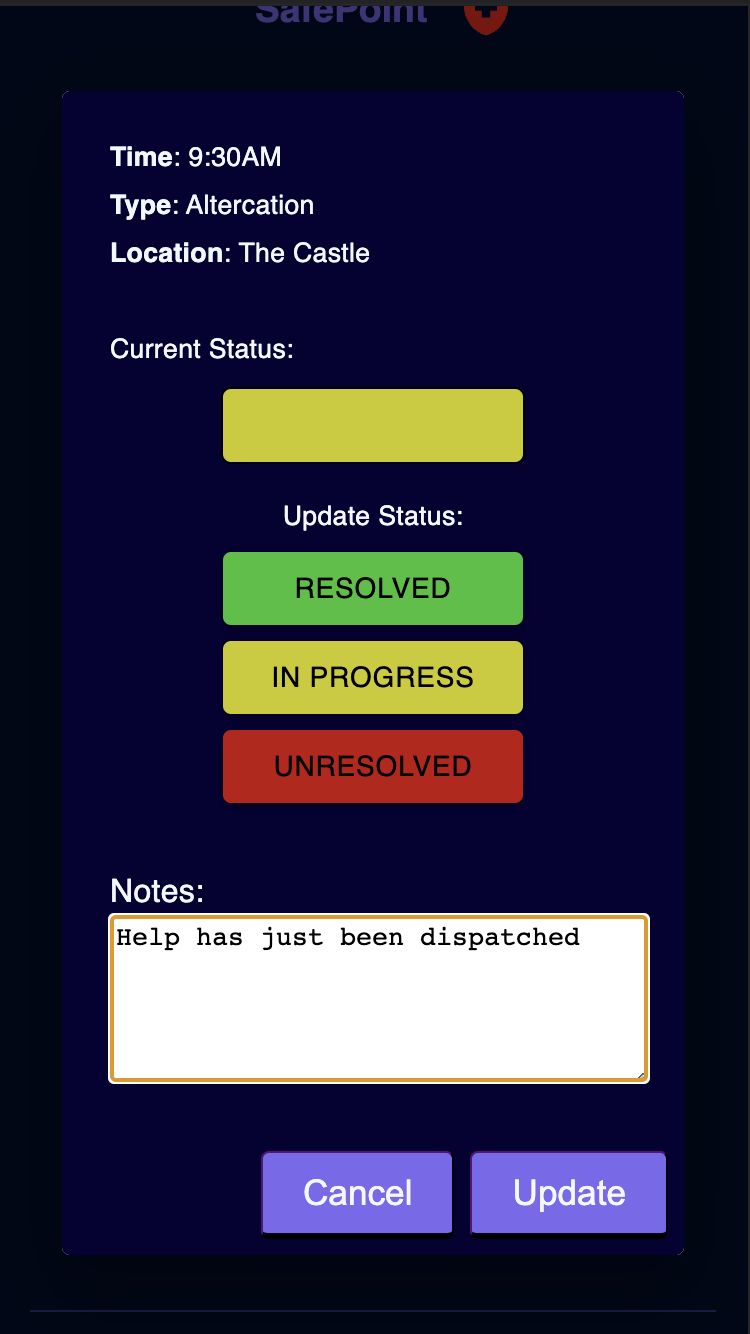 SafePoint
Time: 9:30AM
Type: Altercation
Location: The Castle
Current Status:
Update Status:
RESOLVED
IN PROGRESS
UNRESOLVED
Notes:
Help has just been dispatched
Cancel
Update